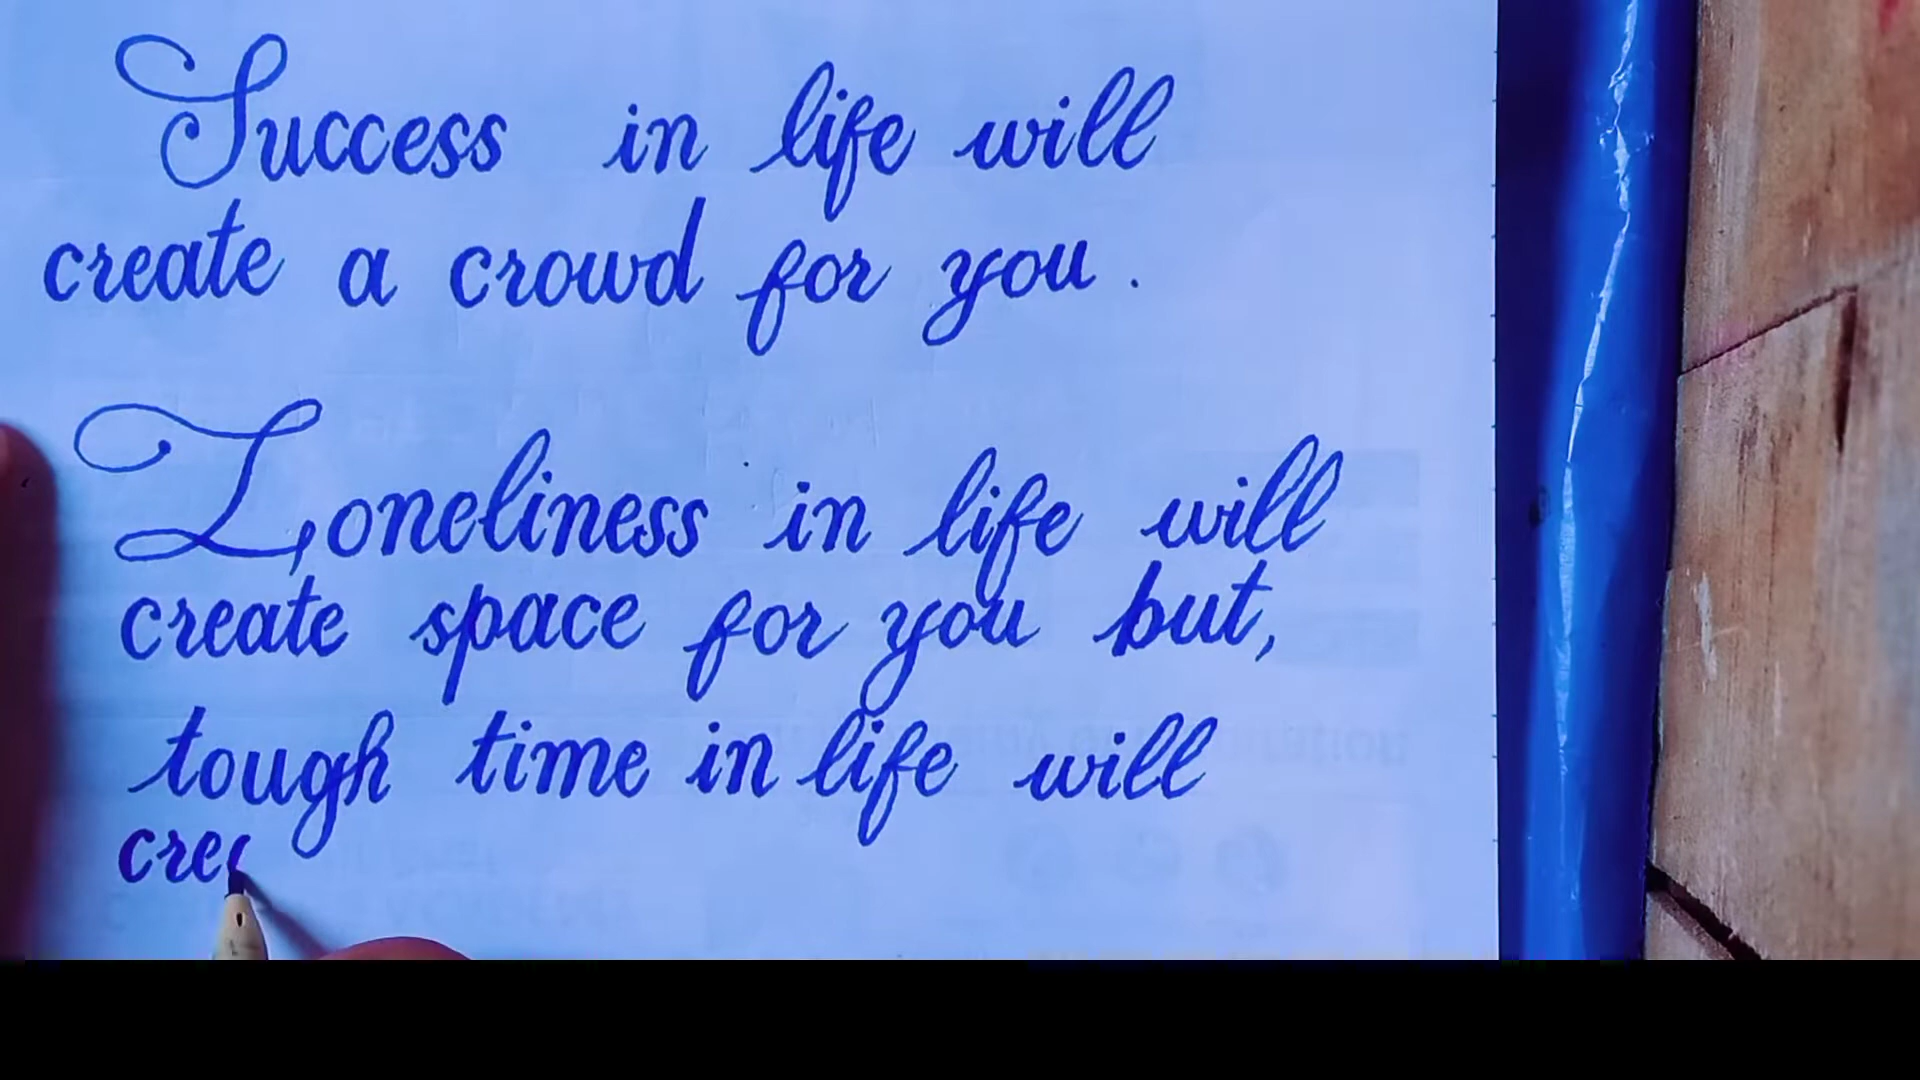 Success in life will
create a crowd for you.
Loneliness in life will
create space for you but,
tough time in life will
cre